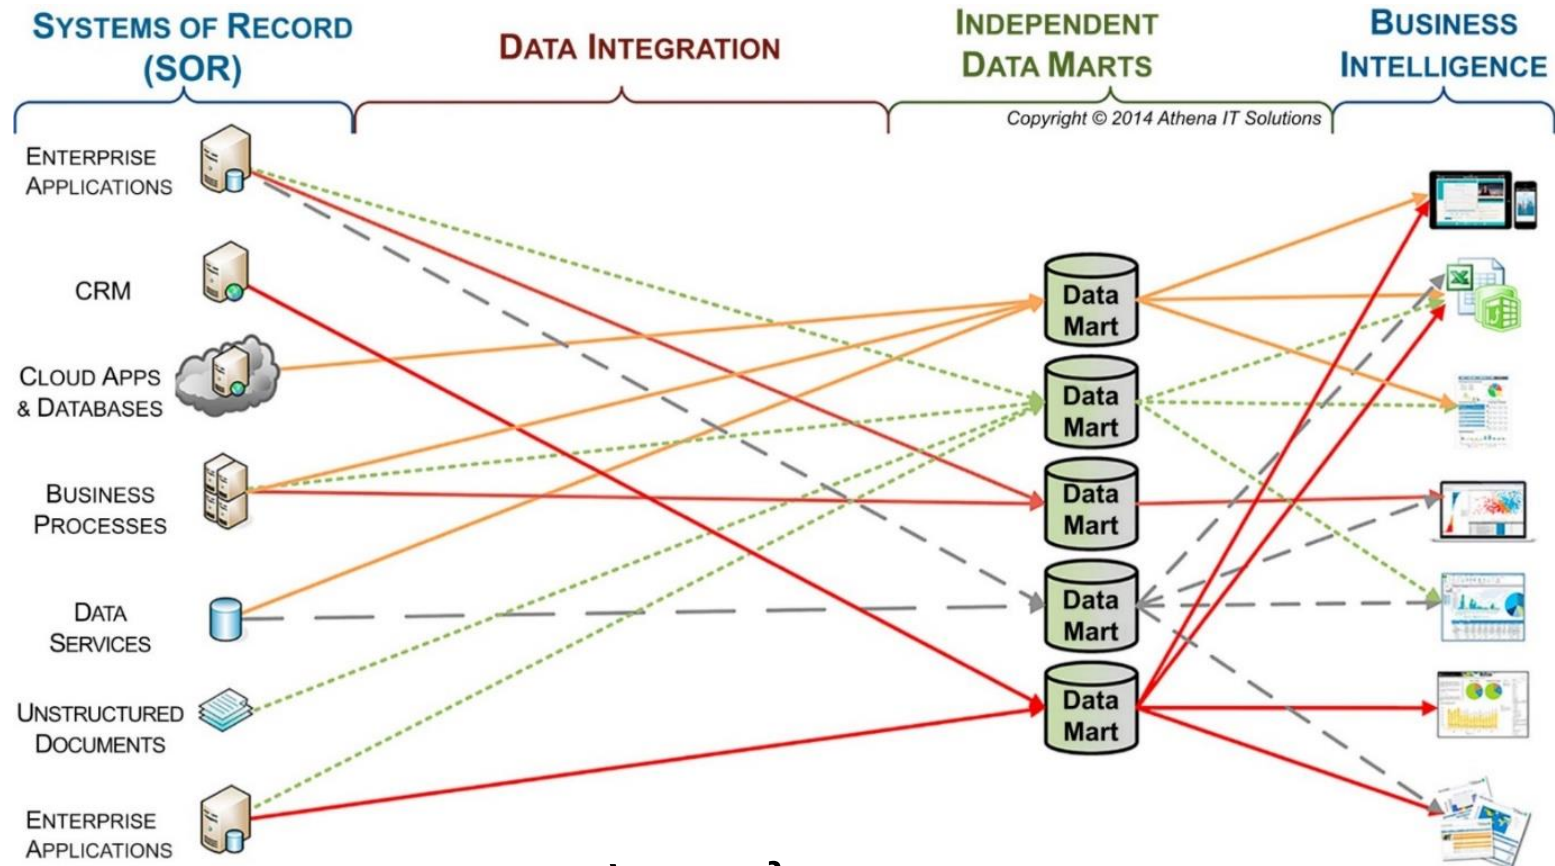 SYSTEMS OF RECORD
(SOR)
DATA INTEGRATION
INDEPENDENT
DATA MARTS
BUSINESS
INTELLIGENCE
Copyright © 2014 Athena IT Solutions
ENTERPRISE
APPLICATIONS
CRM
CLOUD APPS
& DATABASES
BUSINESS
PROCESSES
DATA
SERVICES
UNSTRUCTURED
DOCUMENTS
ENTERPRISE
APPLICATIONS
Data
Mart
Data
Mart
Data
Mart
Data
Mart
Data
Mart